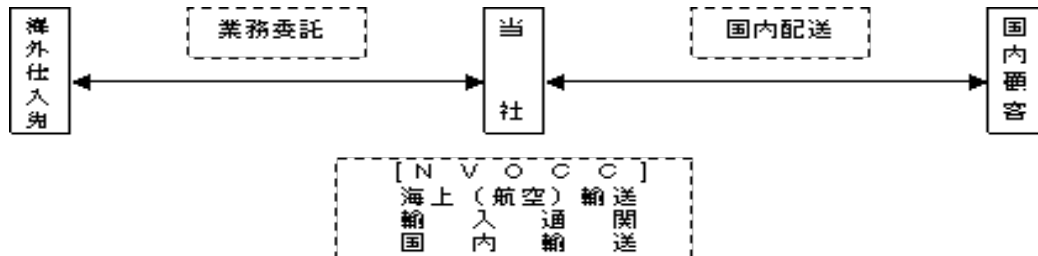 海外仕入先
業務委託
当社
国内配送
国内顧客
[NVOCC]
海上(航空)輸送
輸入通関
国内輸送